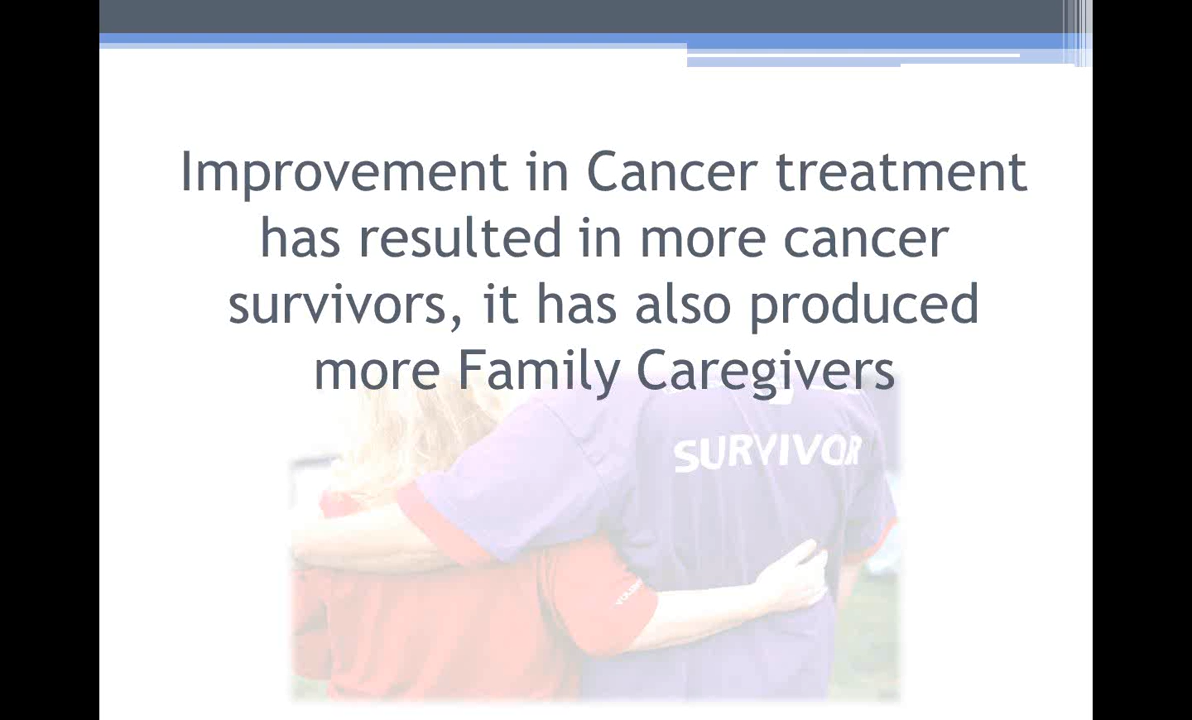 Improvement in Cancer treatment
has resulted in more cancer
survivors, it has also produced
more Family Caregivers
SURVIVOR